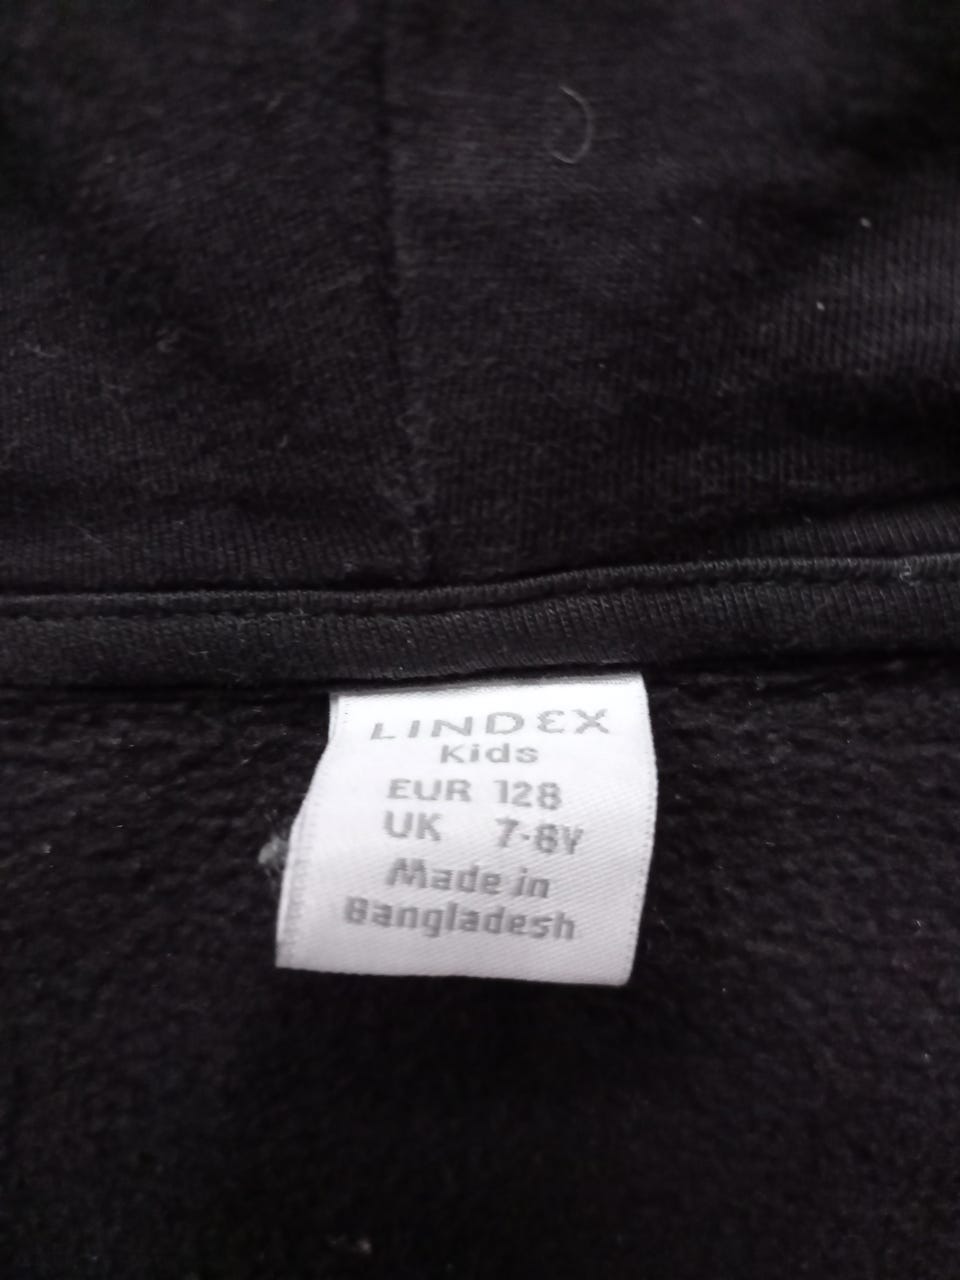 LINDEX
Kids
EUR 128
UK 7-8Y
Made in
Bangladesh